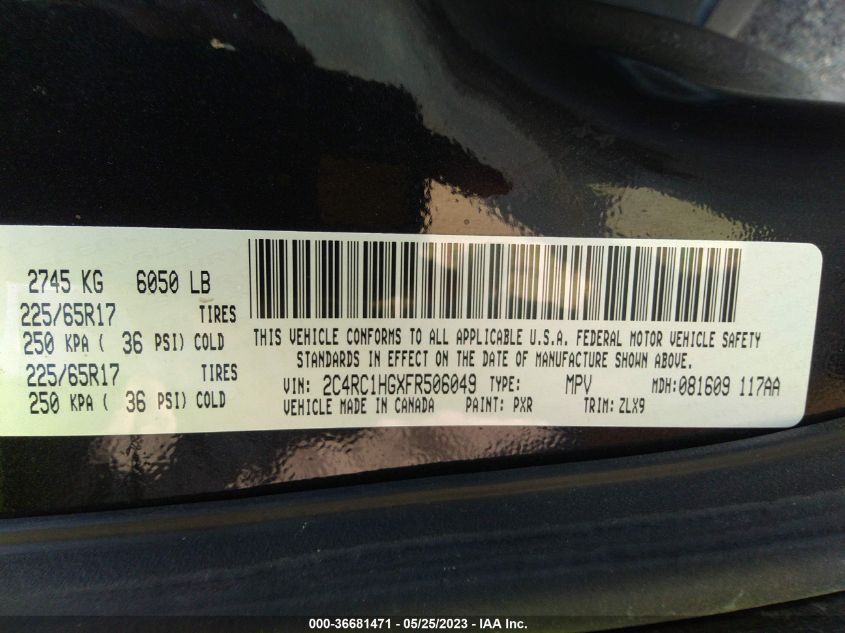 2745 KG 6050 LB
225/65R17 TIRES
250 KPA ( 36 PSI) COLD
225/65R17 TIRES
250 KPA ( 36 PSI) COLD
THIS VEHICLE CONFORMS TO ALL APPLICABLE U.S.A. FEDERAL MOTOR VEHICLE SAFETY
STANDARDS IN EFFECT ON THE DATE OF MANUFACTURE SHOWN ABOVE.
VIN: 2C4RC1HGXFR506049 TYPE: MPV MDH:081609 117AA
VEHICLE MADE IN CANADA PAINT: PXR TRIM: ZLX9
000-36681471 - 05/25/2023 - IAA Inc.